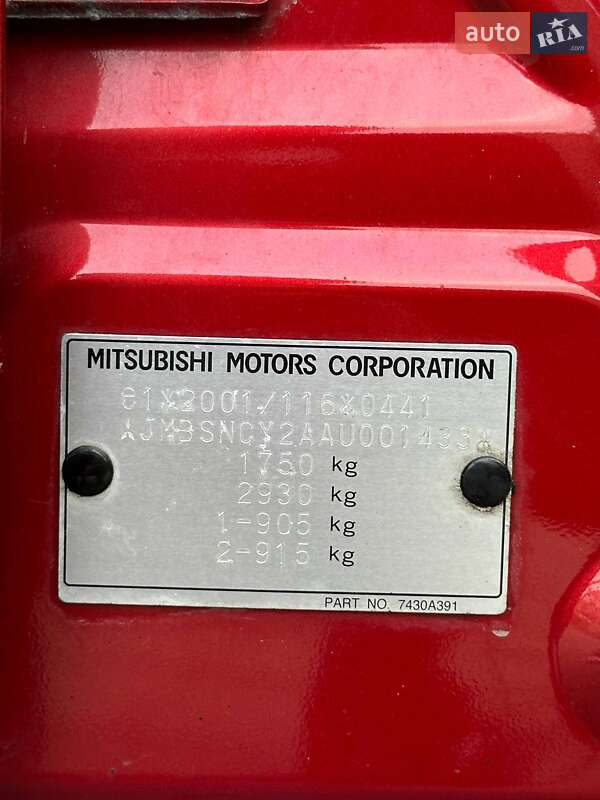 auto RIA.com
MITSUBISHI MOTORS CORPORATION
e1*2001/116*0441
*JMBSNCY2AAU001433*
1750 kg
2930 kg
1-905 kg
2-915 kg
PART NO. 7430A391